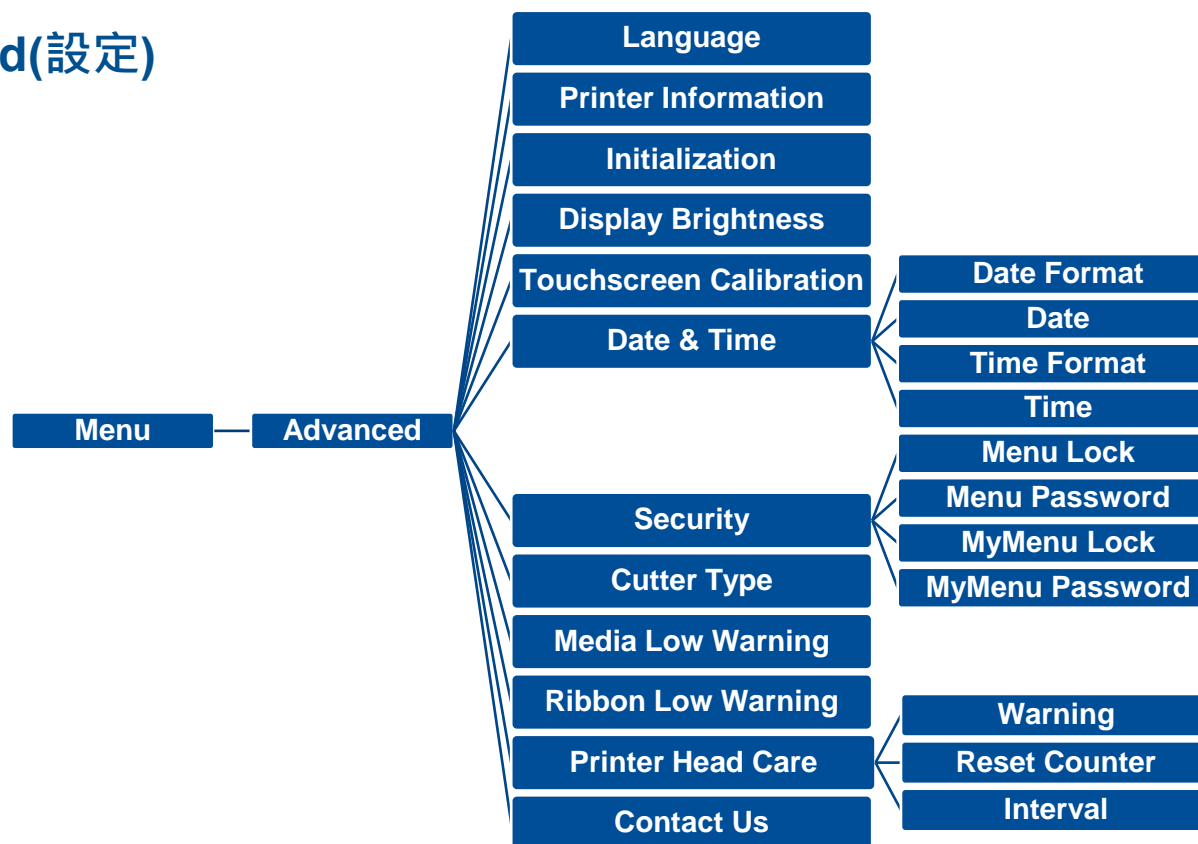 d(設定)
Language
Printer Information
Initialization
Display Brightness
Touchscreen Calibration
Date & Time
Date Format
Date
Time Format
Time
Menu
Advanced
Security
Menu Lock
Menu Password
MyMenu Lock
MyMenu Password
Cutter Type
Media Low Warning
Ribbon Low Warning
Printer Head Care
Warning
Reset Counter
Interval
Contact Us